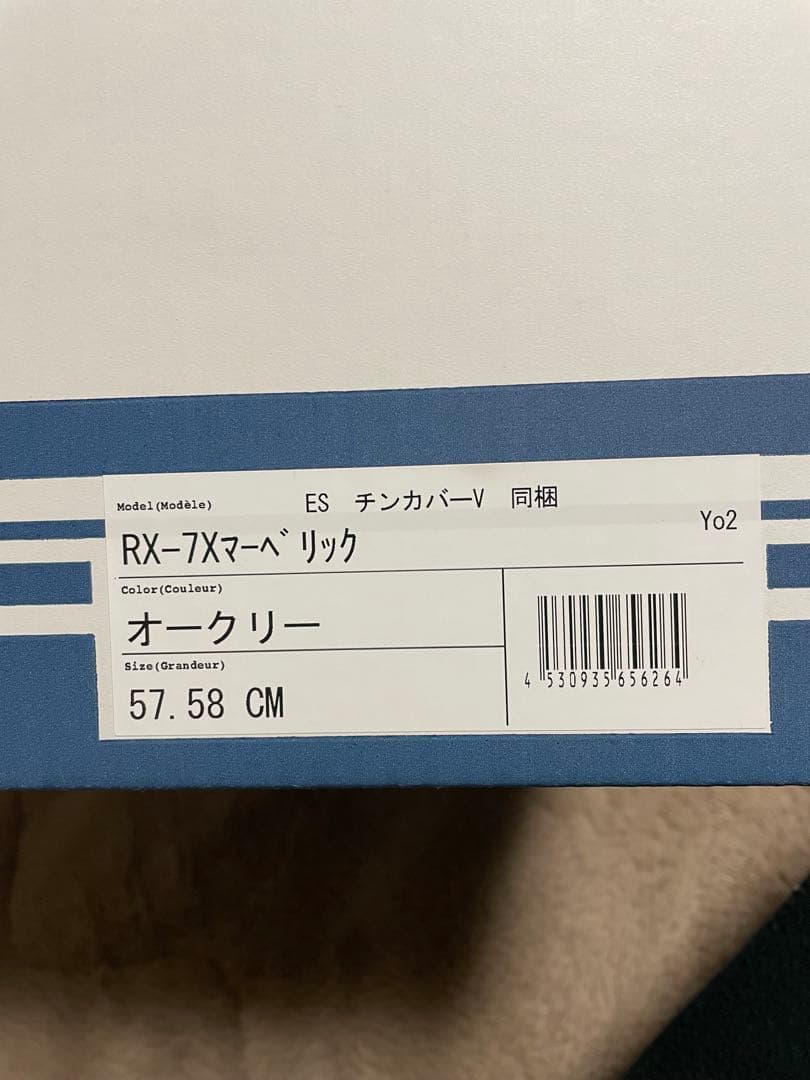 Model(Modèle)
ES チンカバーV 同梱
RX-7Xﾏｰﾍﾞﾘｯｸ
Yo2
Color(Couleur)
オークリー
Size(Grandeur)
57.58 CM
4 530935 656264